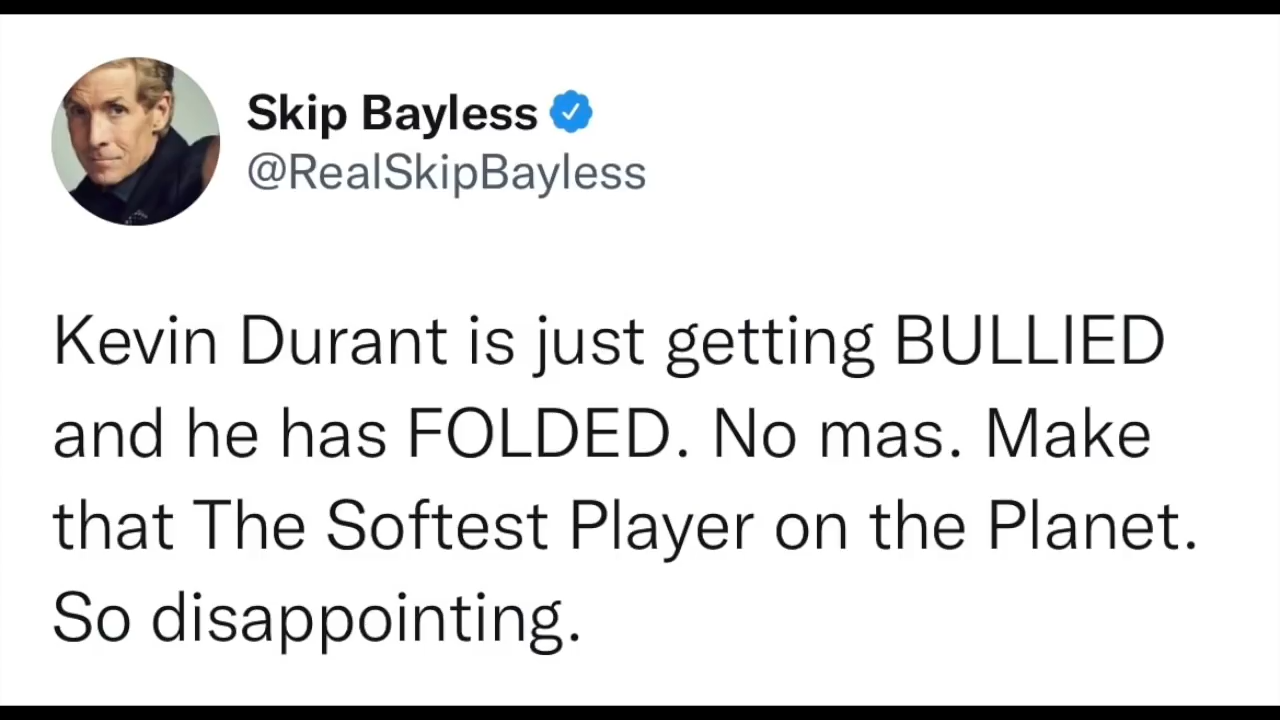 Skip Bayless
@RealSkipBayless
Kevin Durant is just getting BULLIED
and he has FOLDED. No mas. Make
that The Softest Player on the Planet.
So disappointing.